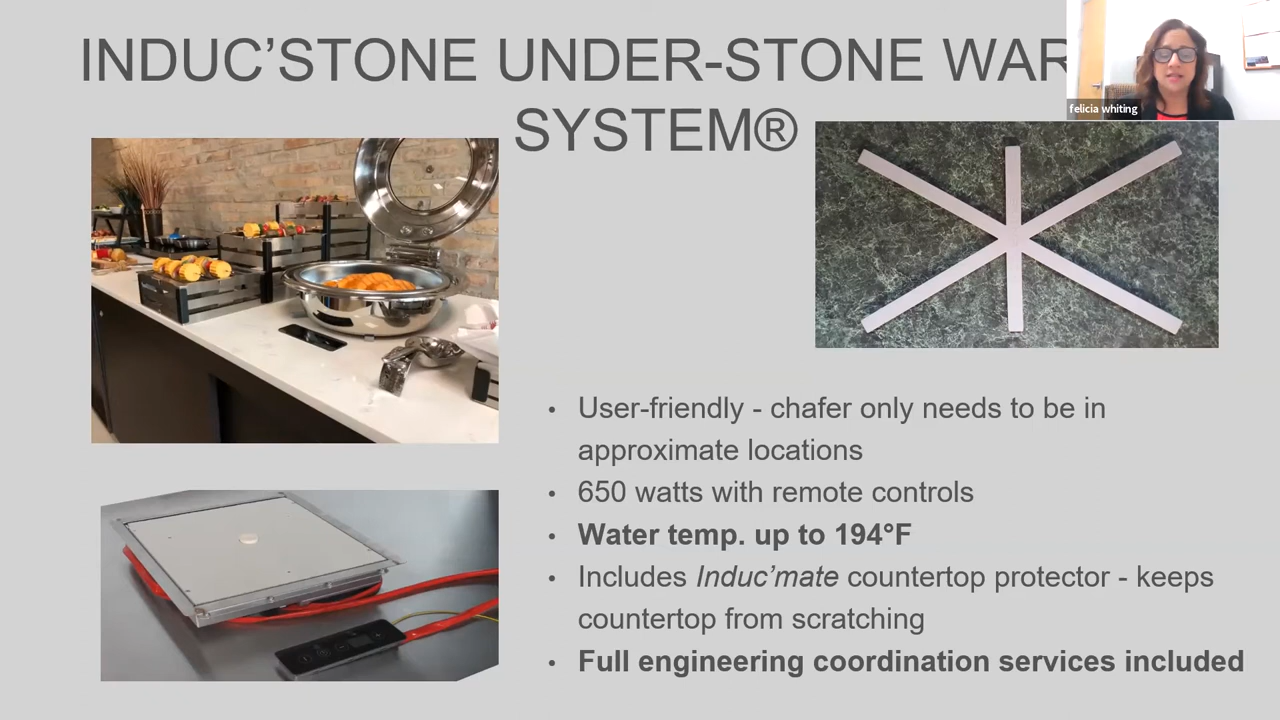 INDUC’STONE UNDER-STONE WAR
SYSTEM®
felicia whiting
• User-friendly - chafer only needs to be in
approximate locations
• 650 watts with remote controls
• Water temp. up to 194°F
• Includes Induc’mate countertop protector - keeps
countertop from scratching
• Full engineering coordination services included